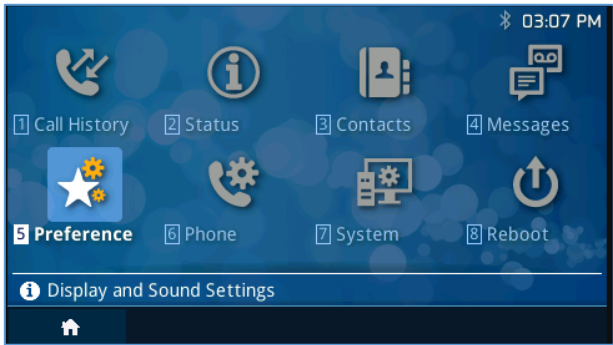 03:07 PM
1 Call History 2 Status 3 Contacts 4 Messages
5 Preference 6 Phone 7 System 8 Reboot
Display and Sound Settings